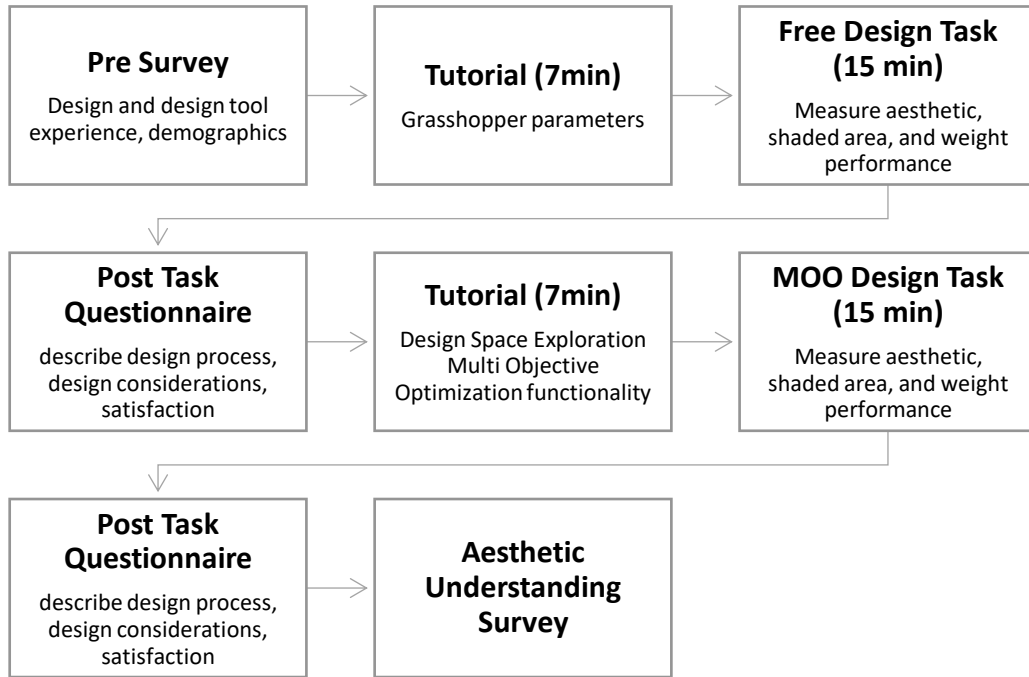 Pre Survey
Design and design tool
experience, demographics
Tutorial (7min)
Grasshopper parameters
Free Design Task
(15 min)
Measure aesthetic,
shaded area, and weight
performance
Post Task
Questionnaire
describe design process,
design considerations,
satisfaction
Tutorial (7min)
Design Space Exploration
Multi Objective
Optimization functionality
MOO Design Task
(15 min)
Measure aesthetic,
shaded area, and weight
performance
Post Task
Questionnaire
describe design process,
design considerations,
satisfaction
Aesthetic
Understanding
Survey